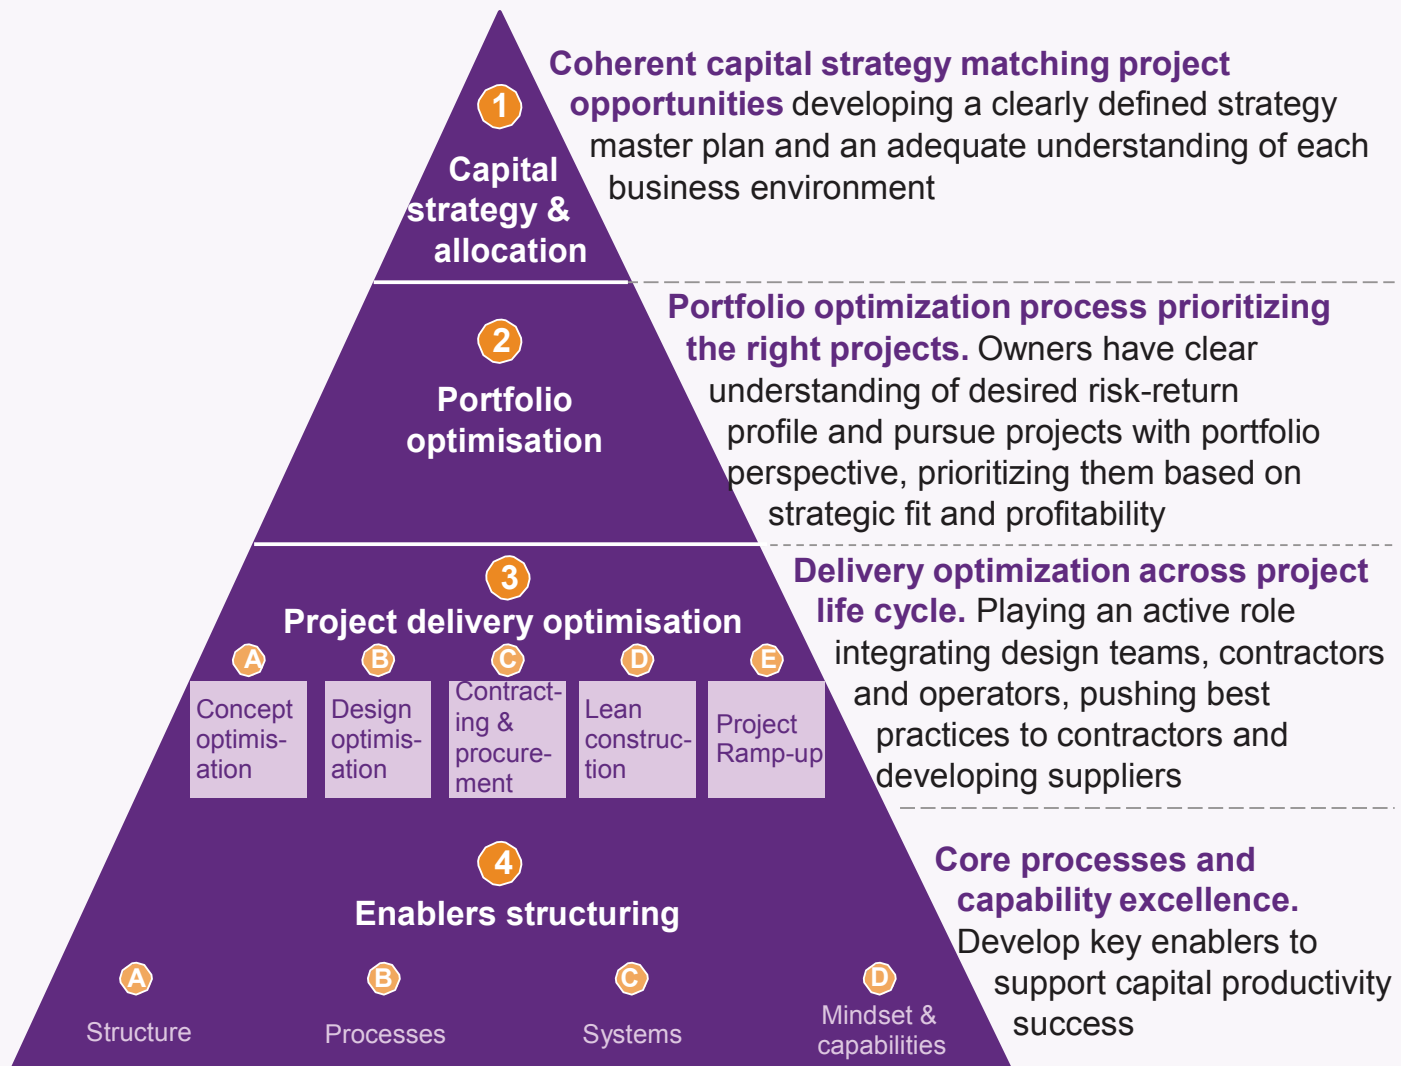 1
Capital
strategy &
allocation
Coherent capital strategy matching project
opportunities developing a clearly defined strategy
master plan and an adequate understanding of each
business environment
2
Portfolio
optimisation
Portfolio optimization process prioritizing
the right projects. Owners have clear
understanding of desired risk-return
profile and pursue projects with portfolio
perspective, prioritizing them based on
strategic fit and profitability
3
Project delivery optimisation
A
Concept
optimis-
ation
B
Design
optimis-
ation
C
Contract-
ing &
procure-
ment
D
Lean
construc-
tion
E
Project
Ramp-up
Delivery optimization across project
life cycle. Playing an active role
integrating design teams, contractors
and operators, pushing best
practices to contractors and
developing suppliers
4
Enablers structuring
A
Structure
B
Processes
C
Systems
D
Mindset &
capabilities
Core processes and
capability excellence.
Develop key enablers to
support capital productivity
success